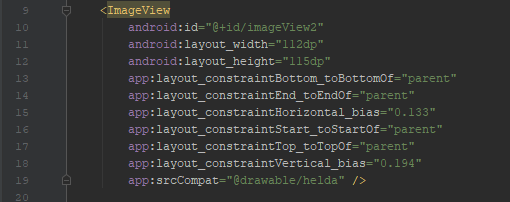 9 <ImageView
10 android:id="@+id/imageView2"
11 android:layout_width="112dp"
12 android:layout_height="115dp"
13 app:layout_constraintBottom_toBottomOf="parent"
14 app:layout_constraintEnd_toEndOf="parent"
15 app:layout_constraintHorizontal_bias="0.133"
16 app:layout_constraintStart_toStartOf="parent"
17 app:layout_constraintTop_toTopOf="parent"
18 app:layout_constraintVertical_bias="0.194"
19 app:srcCompat="@drawable/helda" />
20